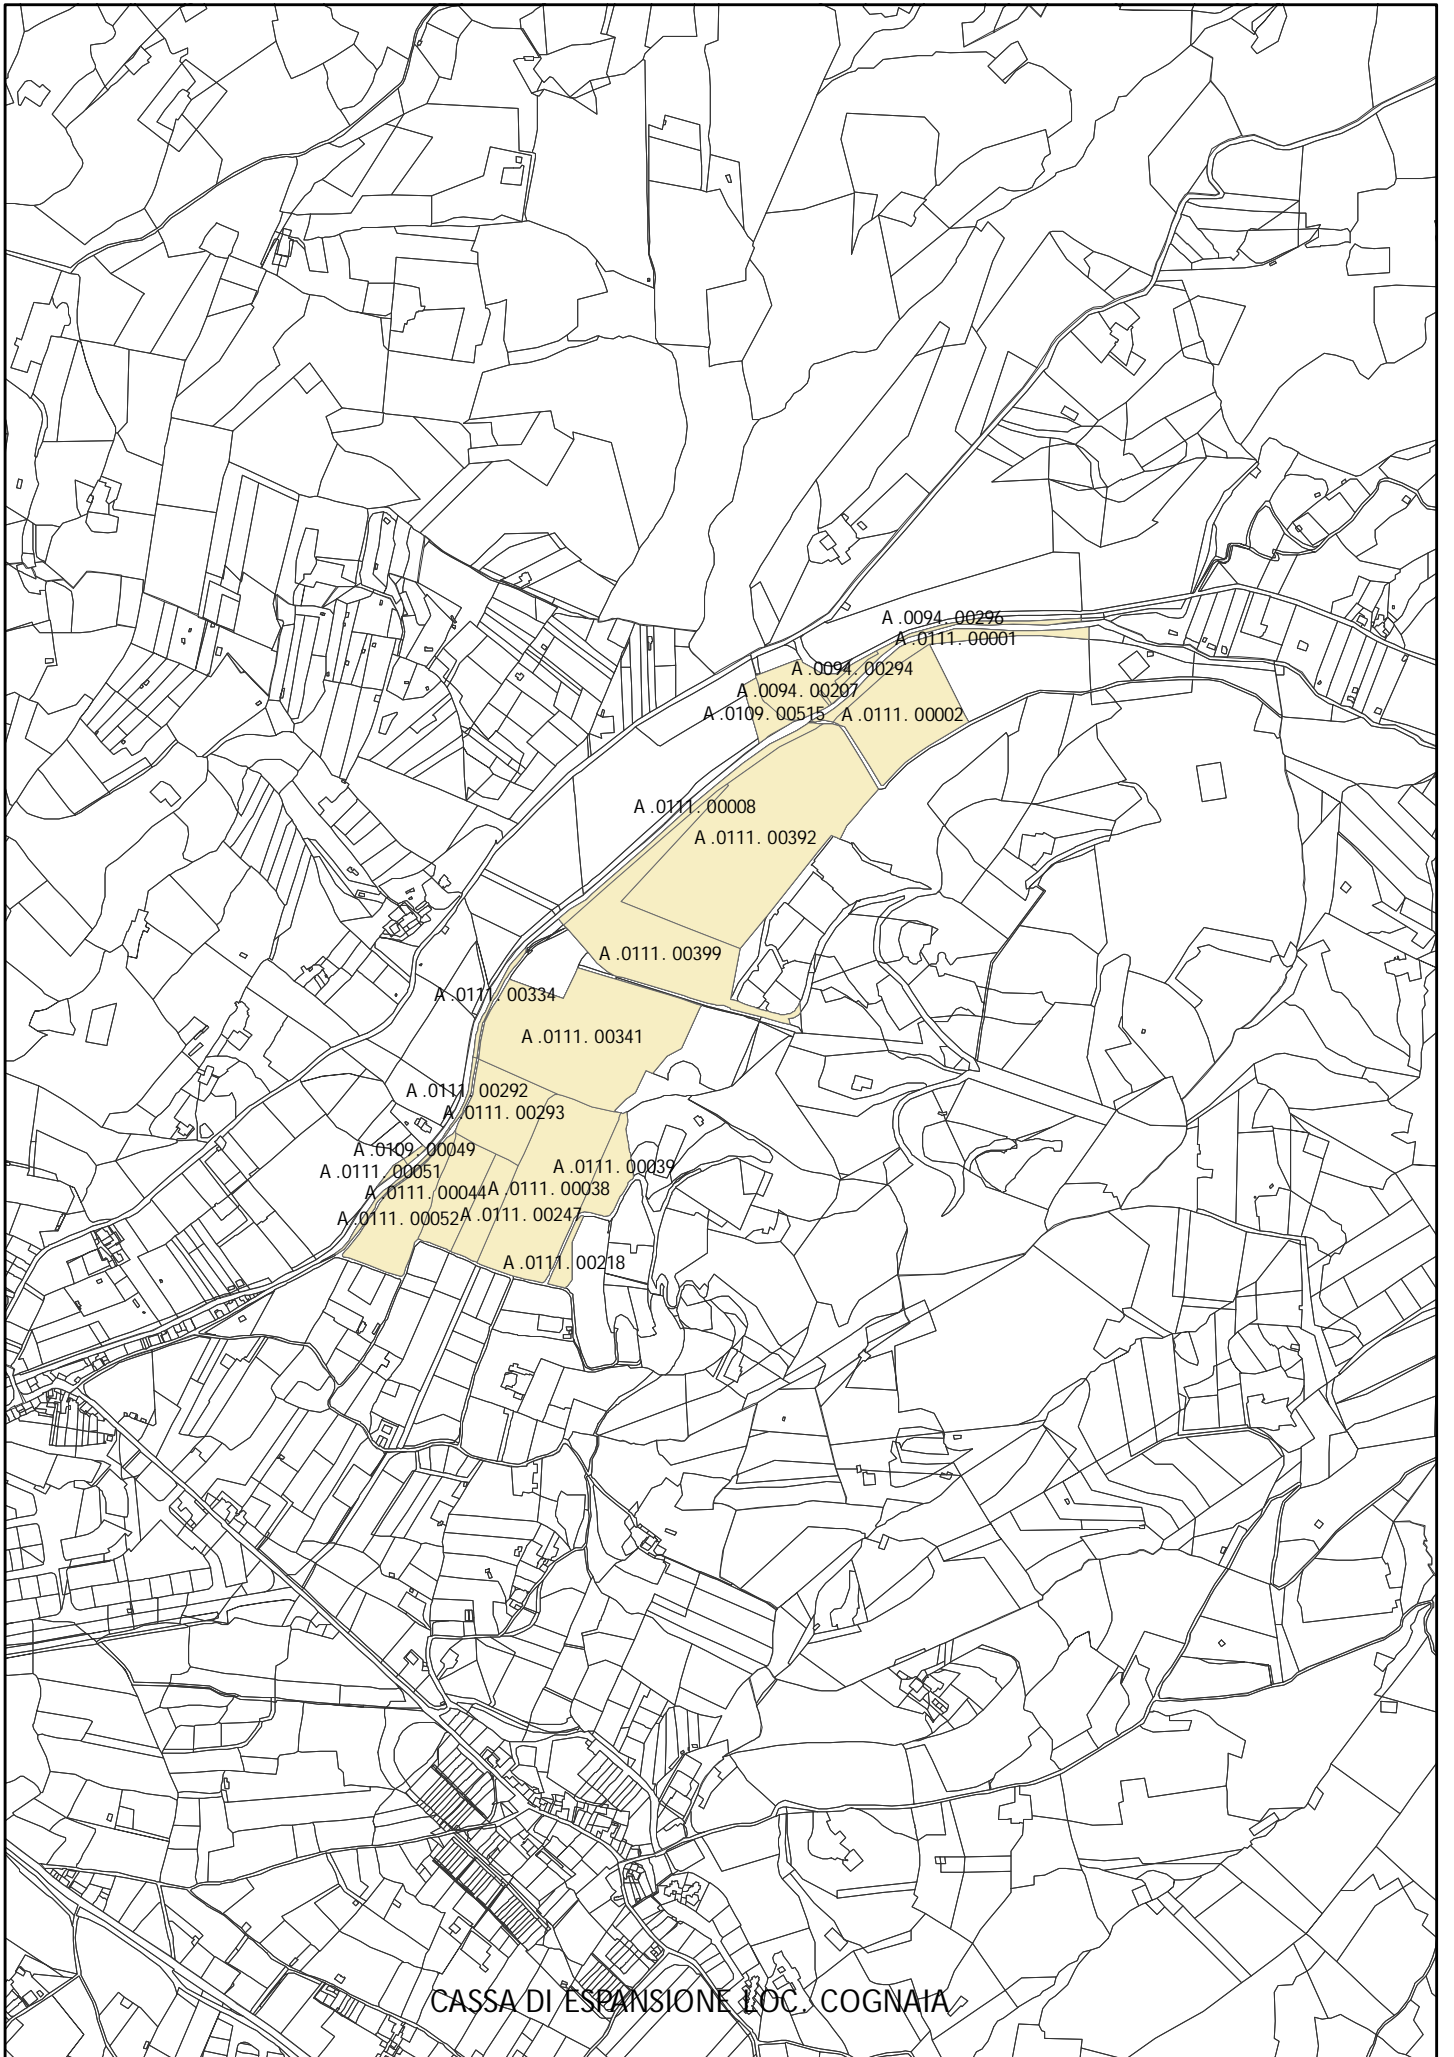 A .0094. 00296
A .0111. 00001
A .0094. 00294
A .0094. 00207
A .0109. 00515
A .0111. 00002
A .0111. 00008
A .0111. 00392
A .0111. 00399
A .0111. 00334
A .0111. 00341
A .0111. 00292
A .0111. 00293
A .0109. 00049
A .0111. 00051
A .0111. 00039
A .0111. 00044
A .0111. 00038
A .0111. 00052
A .0111. 00247
A .0111. 00218
CASSA DI ESPANSIONE LOC. COGNAIA